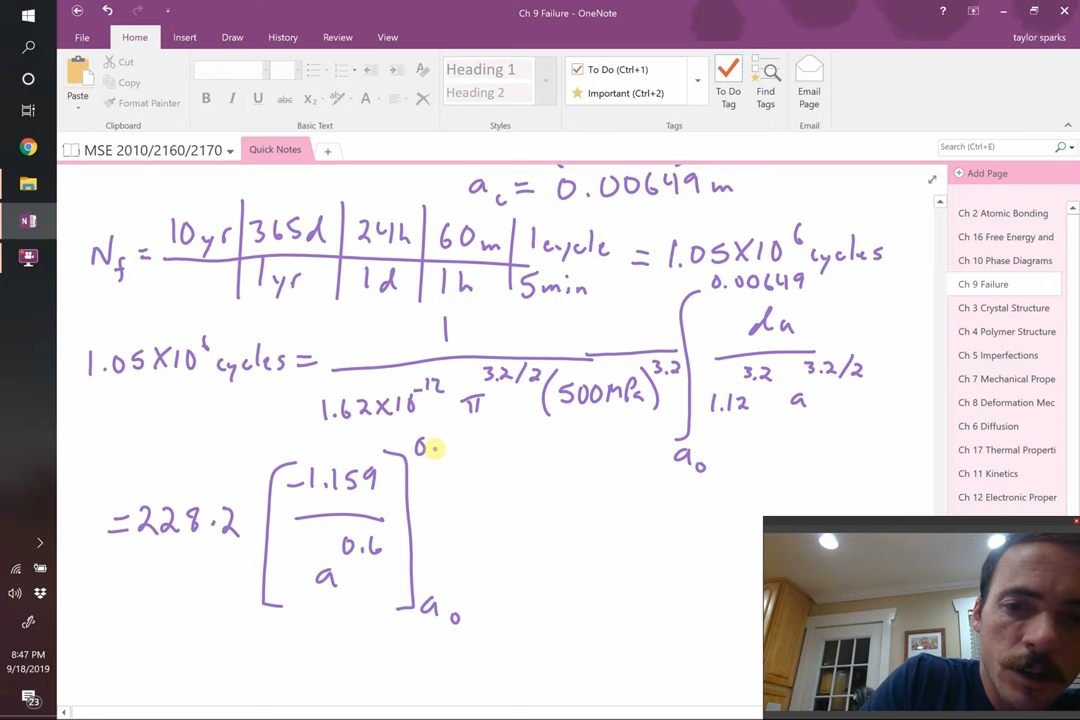 Ch 9 Failure - OneNote
?
taylor sparks
File Home Insert Draw History Review View
Paste
Cut
Copy
Format Painter
Clipboard
B I U abc X₂ A
Basic Text
Heading 1
Heading 2
Styles
To Do (Ctrl+1)
Important (Ctrl+2)
Tags
To Do Tag
Find Tags
Email Page
Email
MSE 2010/2160/2170
Quick Notes
+
Search (Ctrl+E)
Add Page
Ch 2 Atomic Bonding
Ch 16 Free Energy and
Ch 10 Phase Diagrams
Ch 9 Failure
Ch 3 Crystal Structure
Ch 4 Polymer Structure
Ch 5 Imperfections
Ch 7 Mechanical Prope
Ch 8 Deformation Mec
Ch 6 Diffusion
Ch 17 Thermal Properti
Ch 11 Kinetics
Ch 12 Electronic Proper
a_c = 0.00649 m
N_f = 10yr | 365d | 24h | 60m | 1cycle = 1.05X10^6 cycles
1yr | 1d | 1h | 5min
1.05X10^6 cycles = 1 / 1.62X10^-12 π^3.2/2 (500MPa)^3.2 ∫ a_0 0.00649 da / 1.12^3.2 a^3.2/2
= 228.2 [ -1.159 / a^0.6 ] a_0 0.
8:47 PM
9/18/2019
23